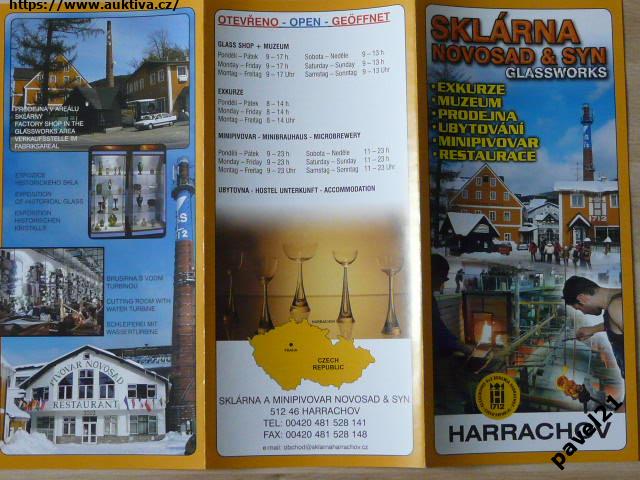 https://www.auktiva.cz/
PRODEJNA V AREÁLU
SKLÁRNY
FACTORY SHOP IN THE
GLASSWORKS AREA
VERKAUFSSTELLE IM
FABRIKSAREAL
EXPOZICE
HISTORICKÉHO SKLA
EXPOSITION
OF HISTORICAL GLASS
EXPOSITION
HISTORISCHEN
KRISTALLS
BRUSÍRNA S VODNÍ
TURBÍNOU
CUTTING ROOM WITH
WATER TURBINE
SCHLEIFEREI MIT
WASSERTURBINE
PIVOVAR NOVOSAD
RESTAURANT
OTEVŘENO - OPEN - GEÖFFNET
GLASS SHOP + MUZEUM
Pondělí – Pátek 9 – 17 h Sobota – Neděle 9 – 13 h
Monday – Friday 9 – 17 h Saturday – Sunday 9 – 13 h
Montag – Freitag 9 – 17 Uhr Samstag – Sonntag 9 – 13 Uhr
EXKURZE
Pondělí – Pátek 8 – 14 h
Monday – Friday 8 – 14 h
Montag – Freitag 8 – 14 Uhr
MINIPIVOVAR - MINIBRAUHAUS - MICROBREWERY
Pondělí – Pátek 9 – 23 h Sobota – Neděle 11 – 23 h
Monday – Friday 9 – 23 h Saturday – Sunday 11 – 23 h
Montag – Freitag 9 – 23 Uhr Samstag – Sonntag 11 – 23 Uhr
UBYTOVNA - HOSTEL UNTERKUNFT - ACCOMMODATION
HARRACHOV
PRAHA
CZECH
REPUBLIC
SKLÁRNA A MINIPIVOVAR NOVOSAD & SYN
512 46 HARRACHOV
TEL: 00420 481 528 141
FAX: 00420 481 528 148
e-mail: obchod@sklarnaharrachov.cz
SKLÁRNA
NOVOSAD & SYN
GLASSWORKS
•EXKURZE
•MUZEUM
•PRODEJNA
•UBYTOVÁNÍ
•MINIPIVOVAR
•RESTAURACE
1712
1712
HARRACHOV
pavel21